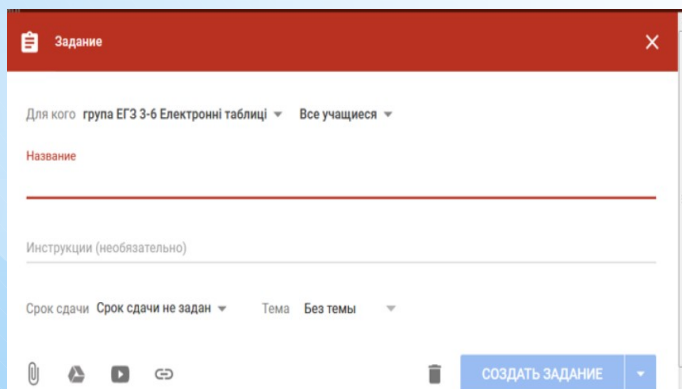 Задание
Для кого група ЕГЗ 3-6 Електронні таблиці Все учащиеся
Название
Инструкции (необязательно)
Срок сдачи Срок сдачи не задан Тема Без темы
СОЗДАТЬ ЗАДАНИЕ